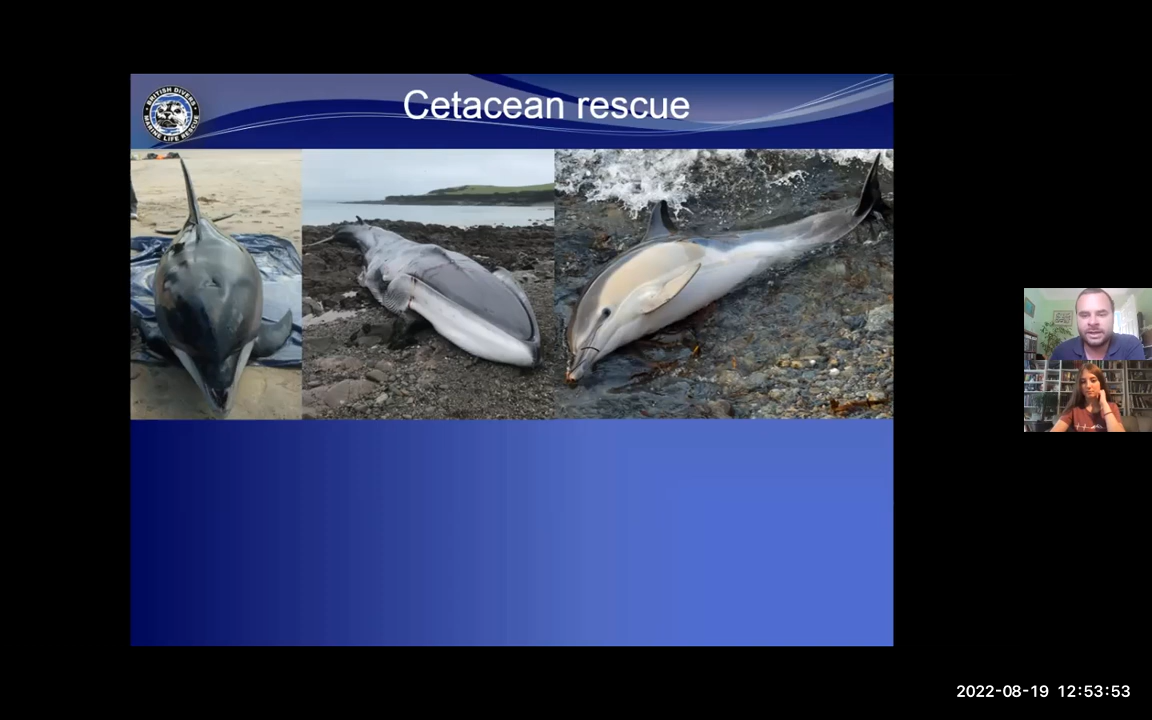 Cetacean rescue
BRITISH DIVERS
MARINE LIFE RESCUE
2022-08-19 12:53:53